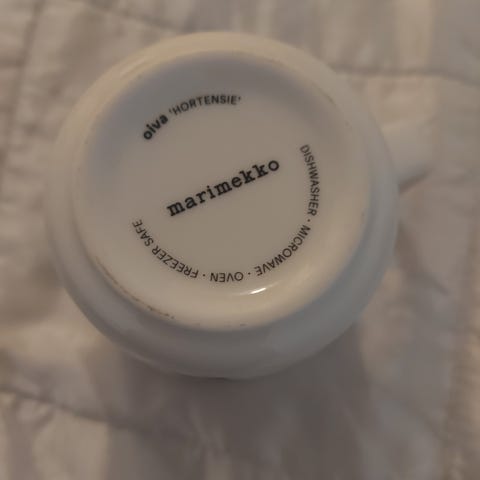 oiva 'HORTENSIE'
marimekko
DISHWASHER · MICROWAVE · OVEN · FREEZER SAFE